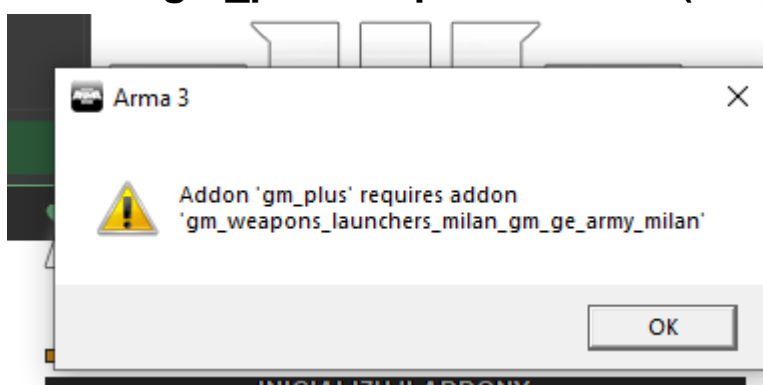 Arma 3
Addon 'gm_plus' requires addon
'gm_weapons_launchers_milan_gm_ge_army_milan'
OK